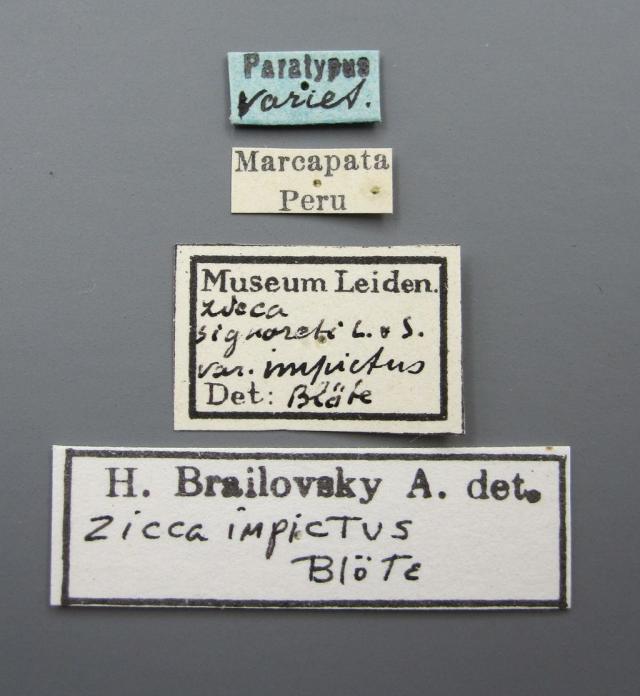 Paratypus
variet.
Marcapata
Peru
Museum Leiden.
Zicca
signoreti L. & S.
var. impictus
Det: Blöte
H. Brailovsky A. det.
Zicca impictus
Blöte